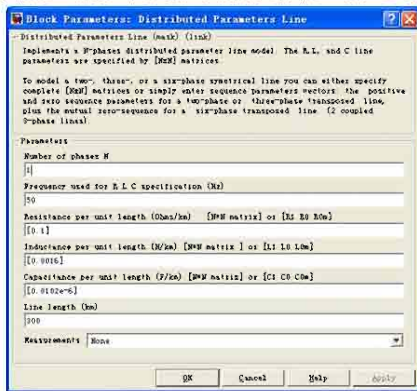 Block Parameters: Distributed Parameters Line
Distributed Parameters Line (mask) (link)
Implements a N-phases distributed parameter line model. The R,L, and C line
parameters are specified by [NxN] matrices.
To model a two-, three-, or a six-phase symetrical line you can either specify
complete [NxN] matrices or simply enter sequence parameters vectors: the positive
and zero sequence parameters for a two-phase or three-phase transposed line,
plus the mutual zero-sequence for a six-phase transposed line (2 coupled
3-phase lines).
Parameters
Number of phases N
1
Frequency used for R L C specification (Hz)
50
Resistance per unit length (Ohms/km) [N*N matrix] or [R1 R0 R0m]
[0.1]
Inductance per unit length (H/km) [N*N matrix ] or [L1 L0 L0m]
[0.0016]
Capacitance per unit length (F/km) [N*N matrix] or [C1 C0 C0m]
[0.0102e-6]
Line length (km)
300
Measurements None
OK Cancel Help Apply